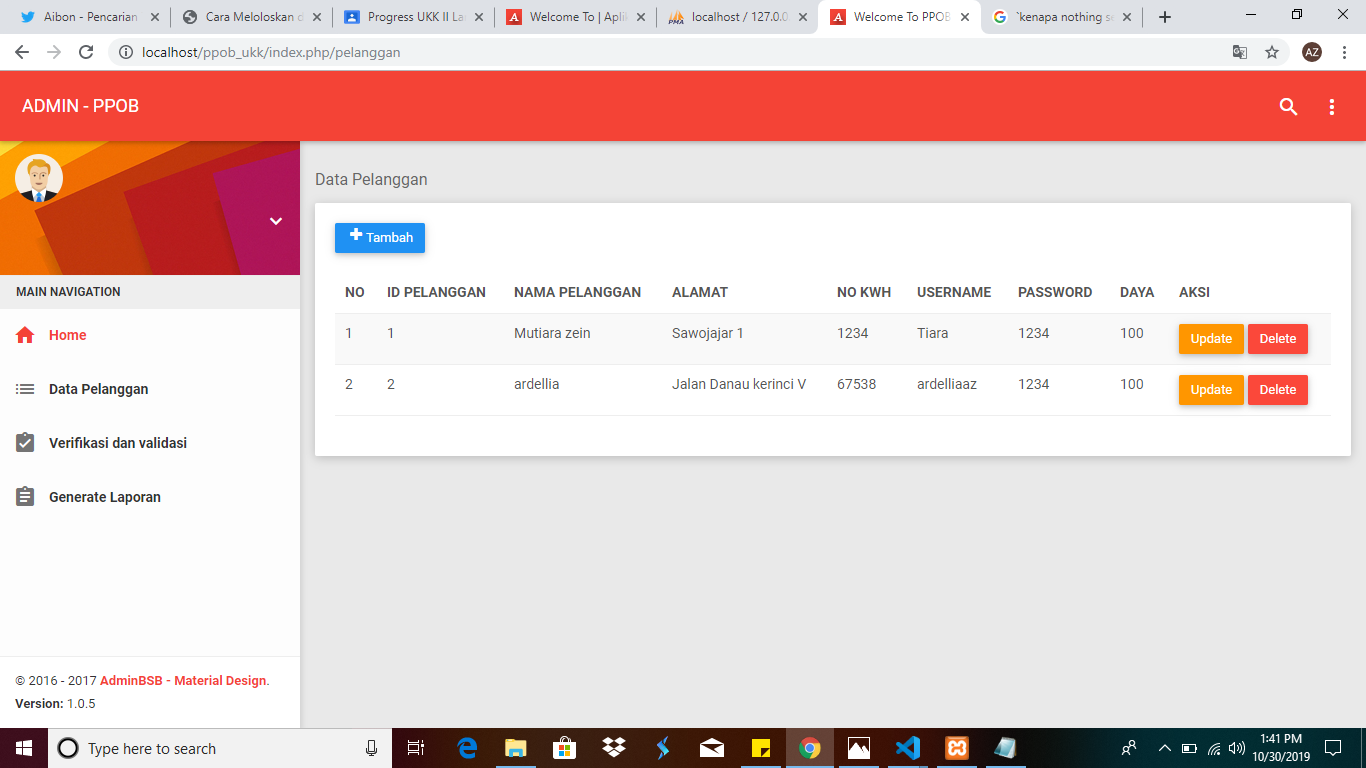 Aibon - Pencarian
Cara Meloloskan d
Progress UKK II La
Welcome To | Apli
localhost / 127.0.0
Welcome To PPOB
`kenapa nothing se
localhost/ppob_ukk/index.php/pelanggan
AZ
ADMIN - PPOB
Data Pelanggan
Tambah
MAIN NAVIGATION
Home
Data Pelanggan
Verifikasi dan validasi
Generate Laporan
NO ID PELANGGAN NAMA PELANGGAN ALAMAT NO KWH USERNAME PASSWORD DAYA AKSI
1 1 Mutiara zein Sawojajar 1 1234 Tiara 1234 100 Update Delete
2 2 ardellia Jalan Danau kerinci V 67538 ardelliaaz 1234 100 Update Delete
© 2016 - 2017 AdminBSB - Material Design.
Version: 1.0.5
Type here to search
1:41 PM
10/30/2019